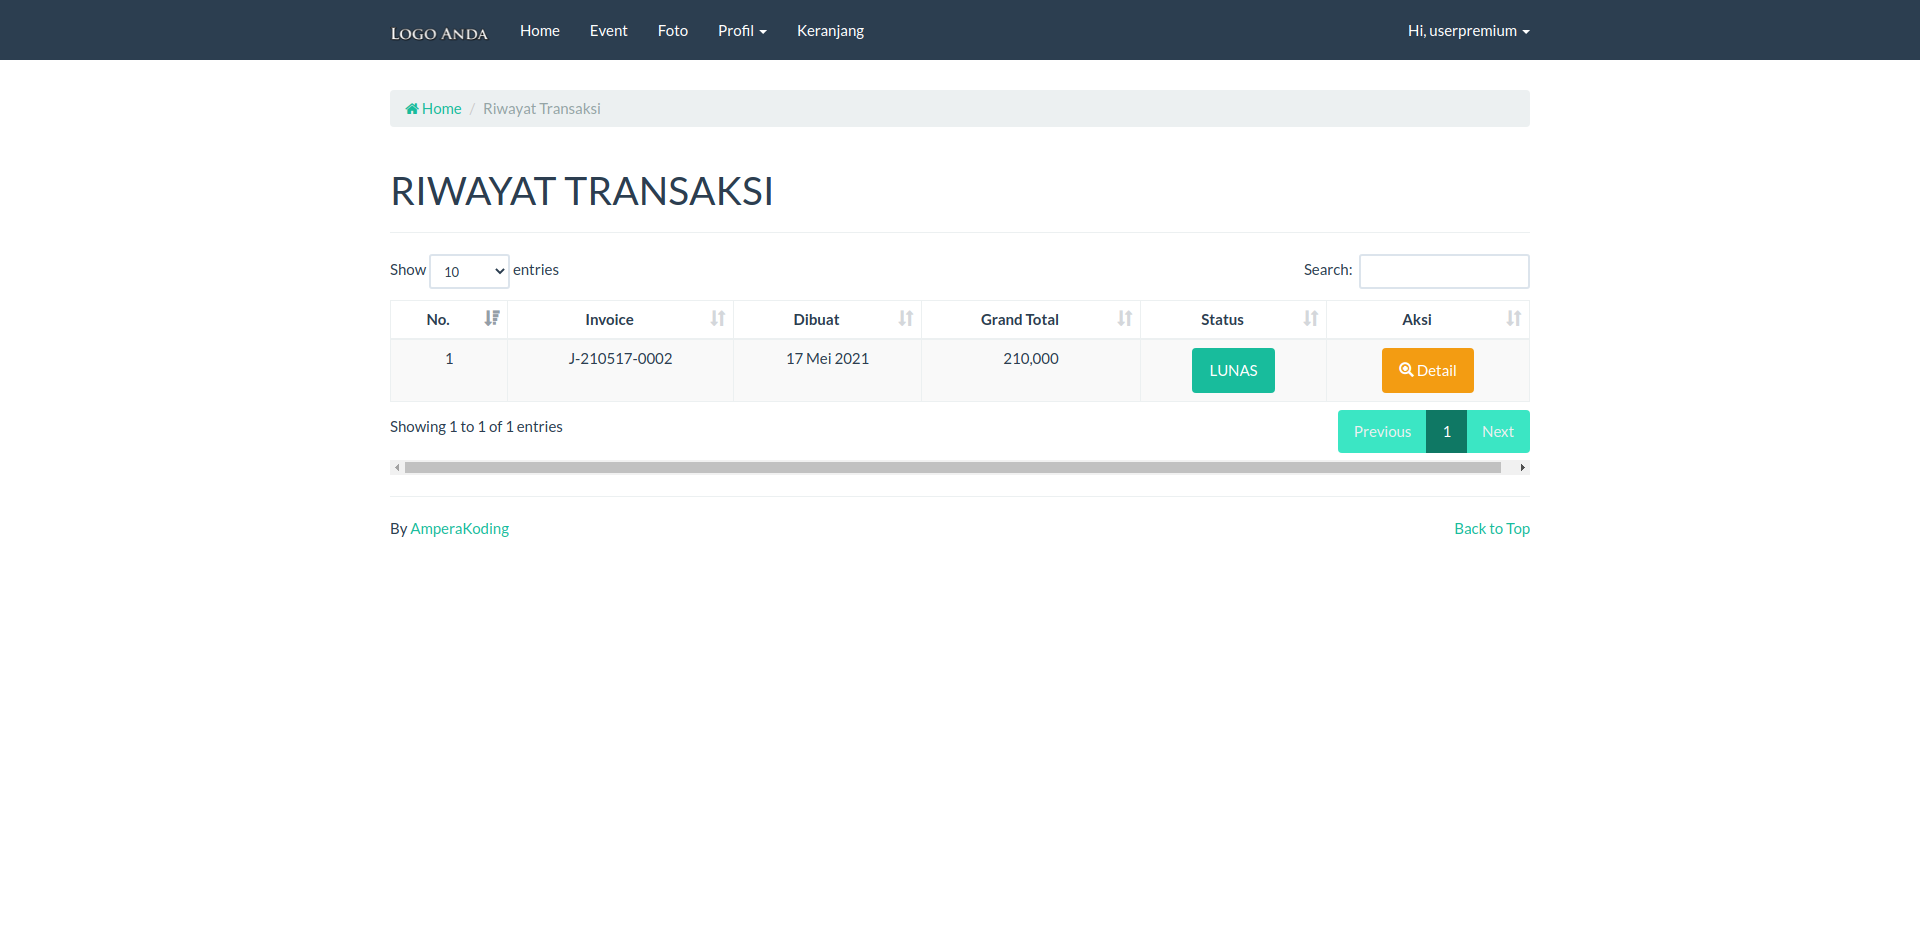 LOGO ANDA Home Event Foto Profil Keranjang Hi, userpremium
Home / Riwayat Transaksi
RIWAYAT TRANSAKSI
Show 10 entries Search:
No. Invoice Dibuat Grand Total Status Aksi
1 J-210517-0002 17 Mei 2021 210,000 LUNAS Detail
Showing 1 to 1 of 1 entries Previous 1 Next
By AmperaKoding Back to Top